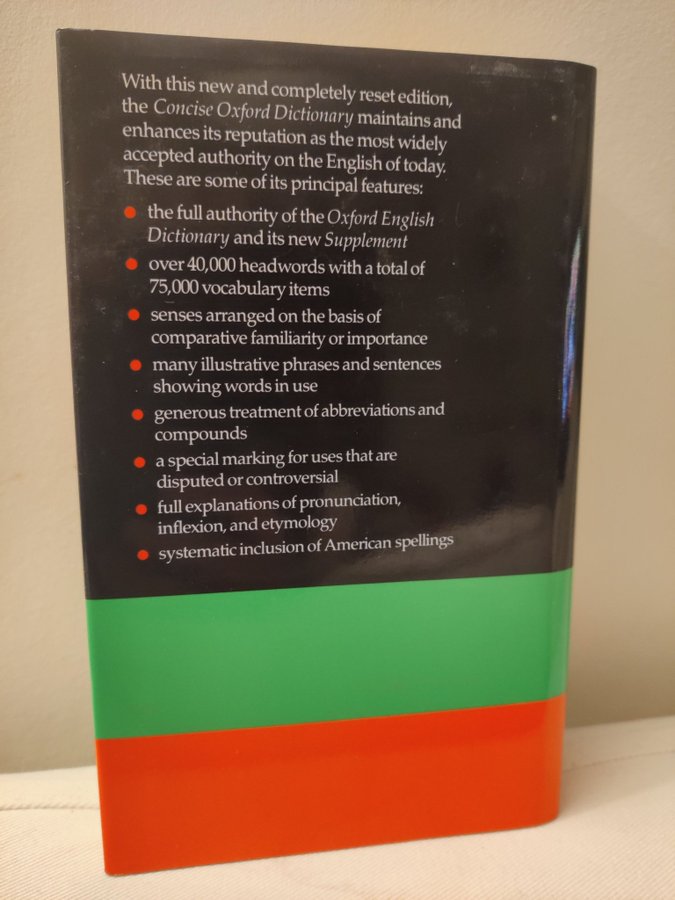 With this new and completely reset edition,
the Concise Oxford Dictionary maintains and
enhances its reputation as the most widely
accepted authority on the English of today.
These are some of its principal features:
● the full authority of the Oxford English
Dictionary and its new Supplement
● over 40,000 headwords with a total of
75,000 vocabulary items
● senses arranged on the basis of
comparative familiarity or importance
● many illustrative phrases and sentences
showing words in use
● generous treatment of abbreviations and
compounds
● a special marking for uses that are
disputed or controversial
● full explanations of pronunciation,
inflexion, and etymology
● systematic inclusion of American spellings